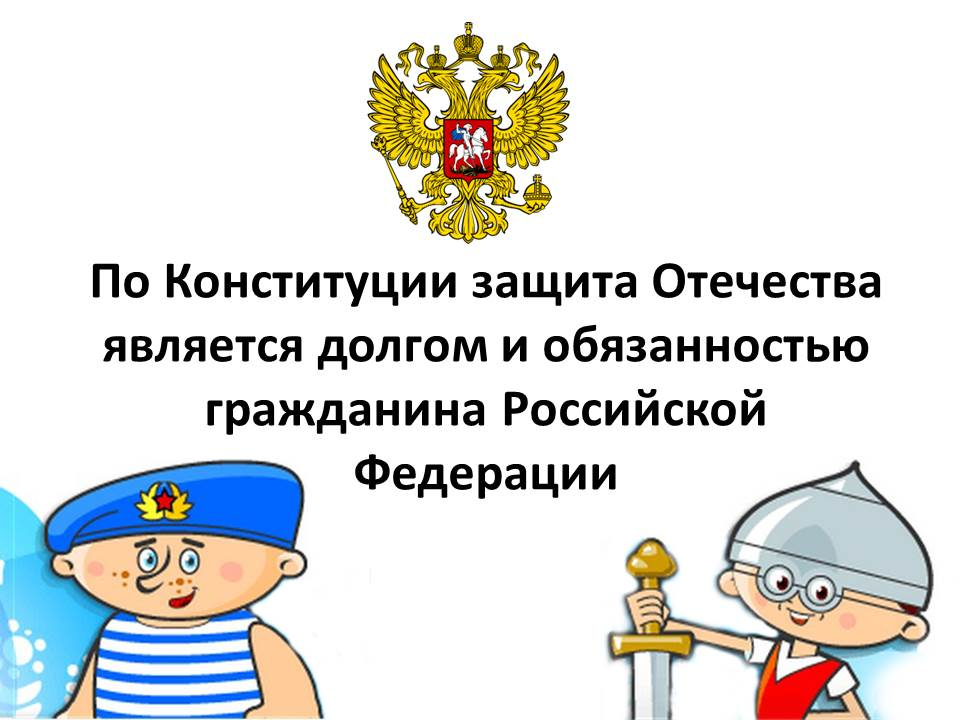 По Конституции защита Отечества
является долгом и обязанностью
гражданина Российской
Федерации